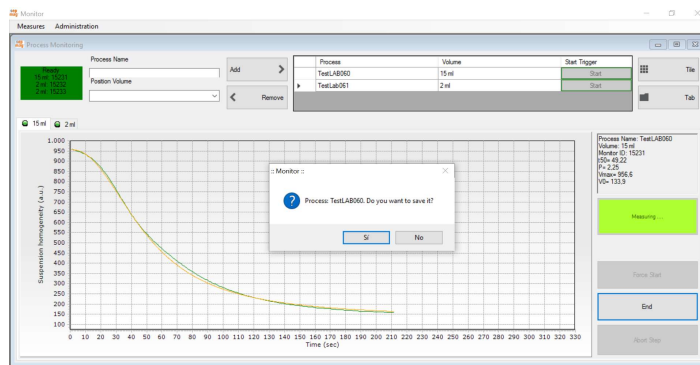 Monitor
Measures Administration
Process Monitoring
Ready
15 ml: 15231
2 ml: 15232
2 ml: 15233
Process Name
Position Volume
Add
Remove
Process Volume Start Trigger
TestLAB060 15 ml Start
TestLab061 2 ml Start
Tile
Tab
15 ml 2 ml
1.000
950
900
850
800
750
700
650
600
550
500
450
400
350
300
250
200
150
100
Suspension homogeneity (a.u.)
0 10 20 30 40 50 60 70 80 90 100 110 120 130 140 150 160 170 180 190 200 210 220 230 240 250 260 270 280 290 300 310 320 330
Time (sec)
:: Monitor ::
Process: TestLAB060. Do you want to save it?
Sí No
Process Name: TestLAB060
Volume: 15 ml
Monitor ID: 15231
t50= 49,22
P= 2,25
Vmax= 956,6
V0= 133,9
Measuring ...
Force Start
End
Abort Stop